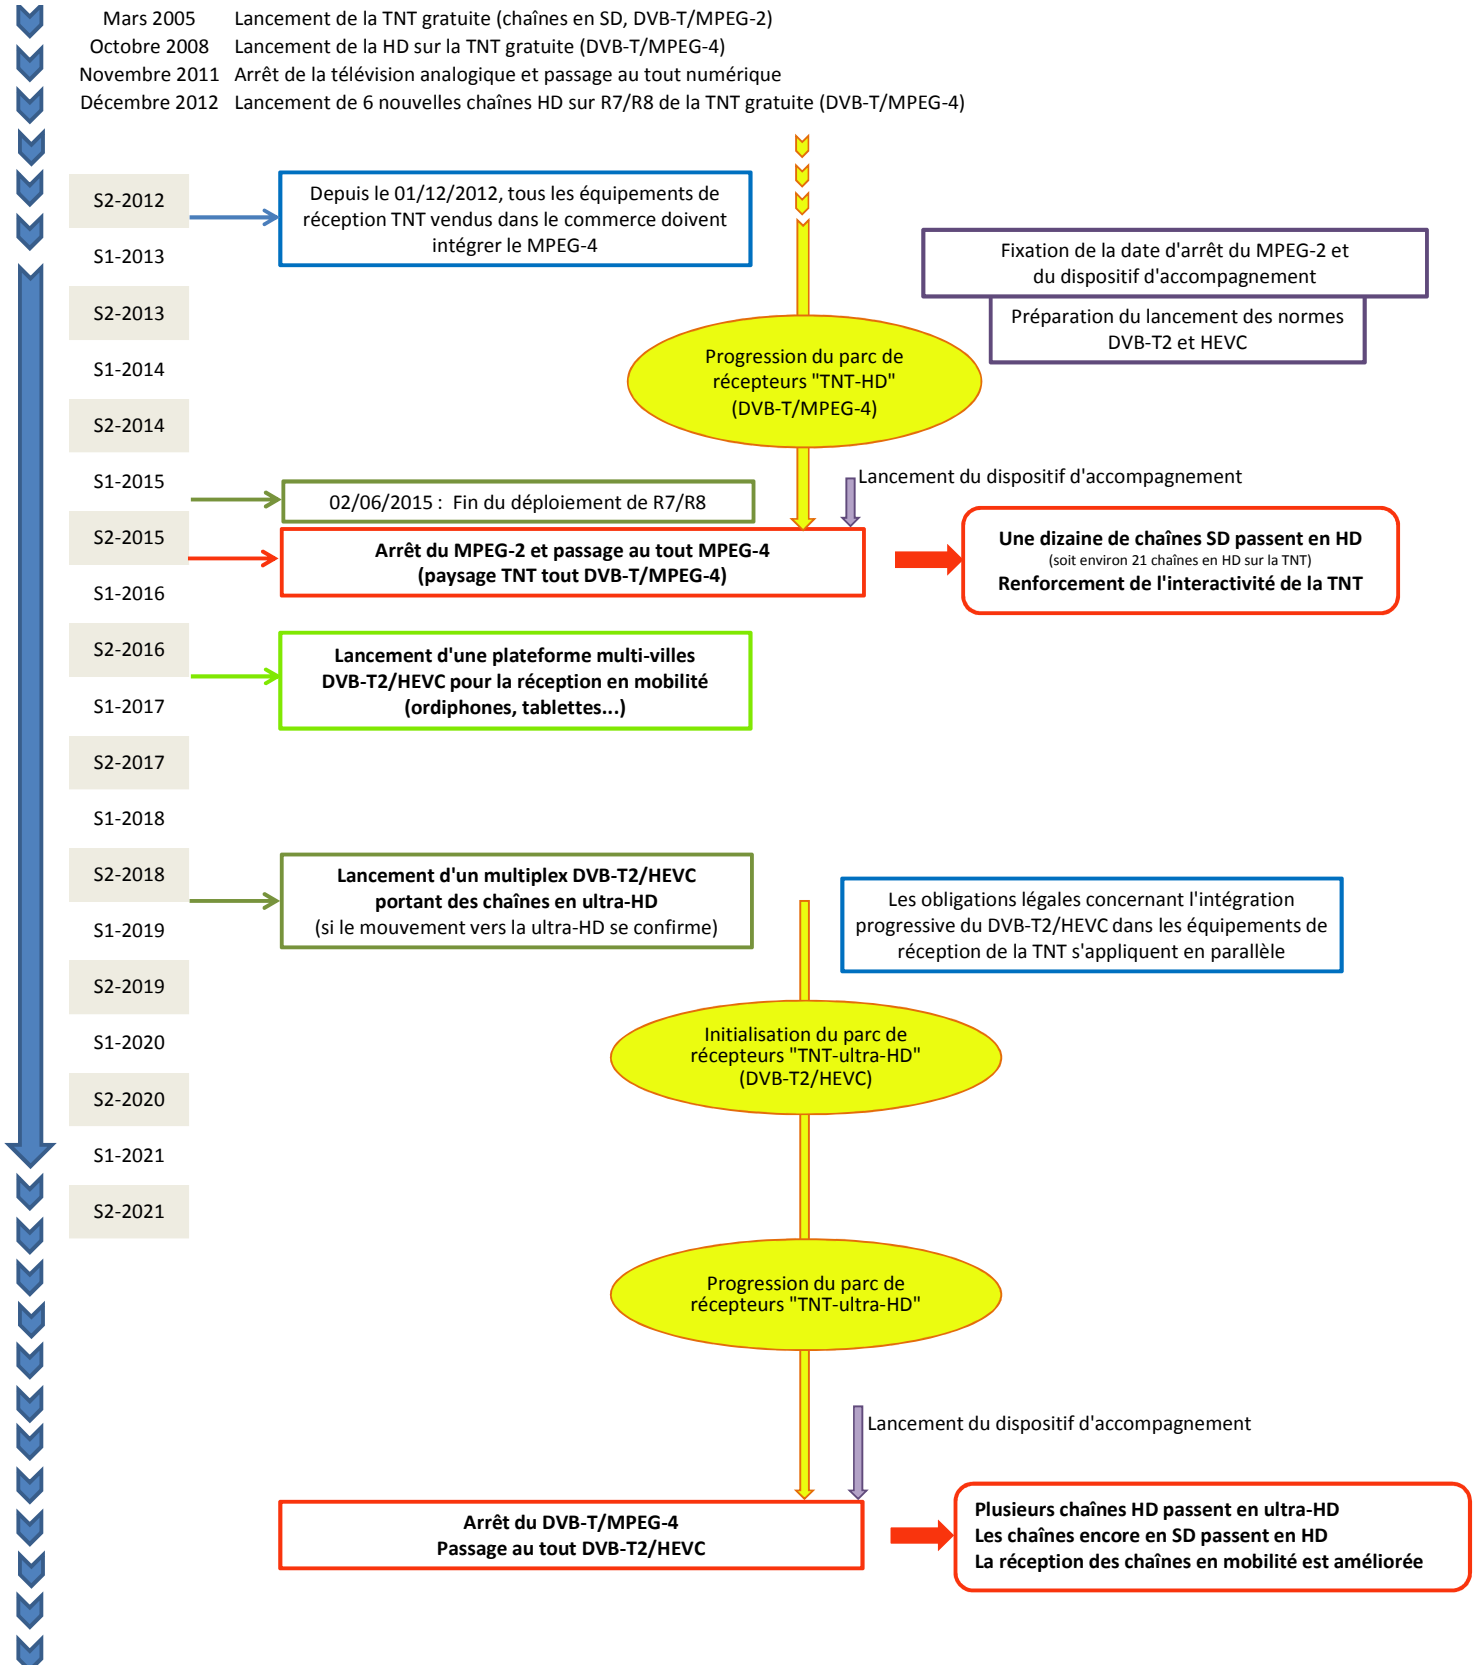 Mars 2005 Lancement de la TNT gratuite (chaînes en SD, DVB-T/MPEG-2)
Octobre 2008 Lancement de la HD sur la TNT gratuite (DVB-T/MPEG-4)
Novembre 2011 Arrêt de la télévision analogique et passage au tout numérique
Décembre 2012 Lancement de 6 nouvelles chaînes HD sur R7/R8 de la TNT gratuite (DVB-T/MPEG-4)
S2-2012
Depuis le 01/12/2012, tous les équipements de
réception TNT vendus dans le commerce doivent
intégrer le MPEG-4
S1-2013
Fixation de la date d'arrêt du MPEG-2 et
du dispositif d'accompagnement
S2-2013
Préparation du lancement des normes
DVB-T2 et HEVC
S1-2014
Progression du parc de
récepteurs "TNT-HD"
(DVB-T/MPEG-4)
S2-2014
S1-2015
Lancement du dispositif d'accompagnement
02/06/2015 : Fin du déploiement de R7/R8
S2-2015
Arrêt du MPEG-2 et passage au tout MPEG-4
(paysage TNT tout DVB-T/MPEG-4)
Une dizaine de chaînes SD passent en HD
(soit environ 21 chaînes en HD sur la TNT)
Renforcement de l'interactivité de la TNT
S1-2016
S2-2016
Lancement d'une plateforme multi-villes
DVB-T2/HEVC pour la réception en mobilité
(ordiphones, tablettes...)
S1-2017
S2-2017
S1-2018
S2-2018
Lancement d'un multiplex DVB-T2/HEVC
portant des chaînes en ultra-HD
(si le mouvement vers la ultra-HD se confirme)
Les obligations légales concernant l'intégration
progressive du DVB-T2/HEVC dans les équipements de
réception de la TNT s'appliquent en parallèle
S1-2019
S2-2019
S1-2020
Initialisation du parc de
récepteurs "TNT-ultra-HD"
(DVB-T2/HEVC)
S2-2020
S1-2021
S2-2021
Progression du parc de
récepteurs "TNT-ultra-HD"
Lancement du dispositif d'accompagnement
Arrêt du DVB-T/MPEG-4
Passage au tout DVB-T2/HEVC
Plusieurs chaînes HD passent en ultra-HD
Les chaînes encore en SD passent en HD
La réception des chaînes en mobilité est améliorée